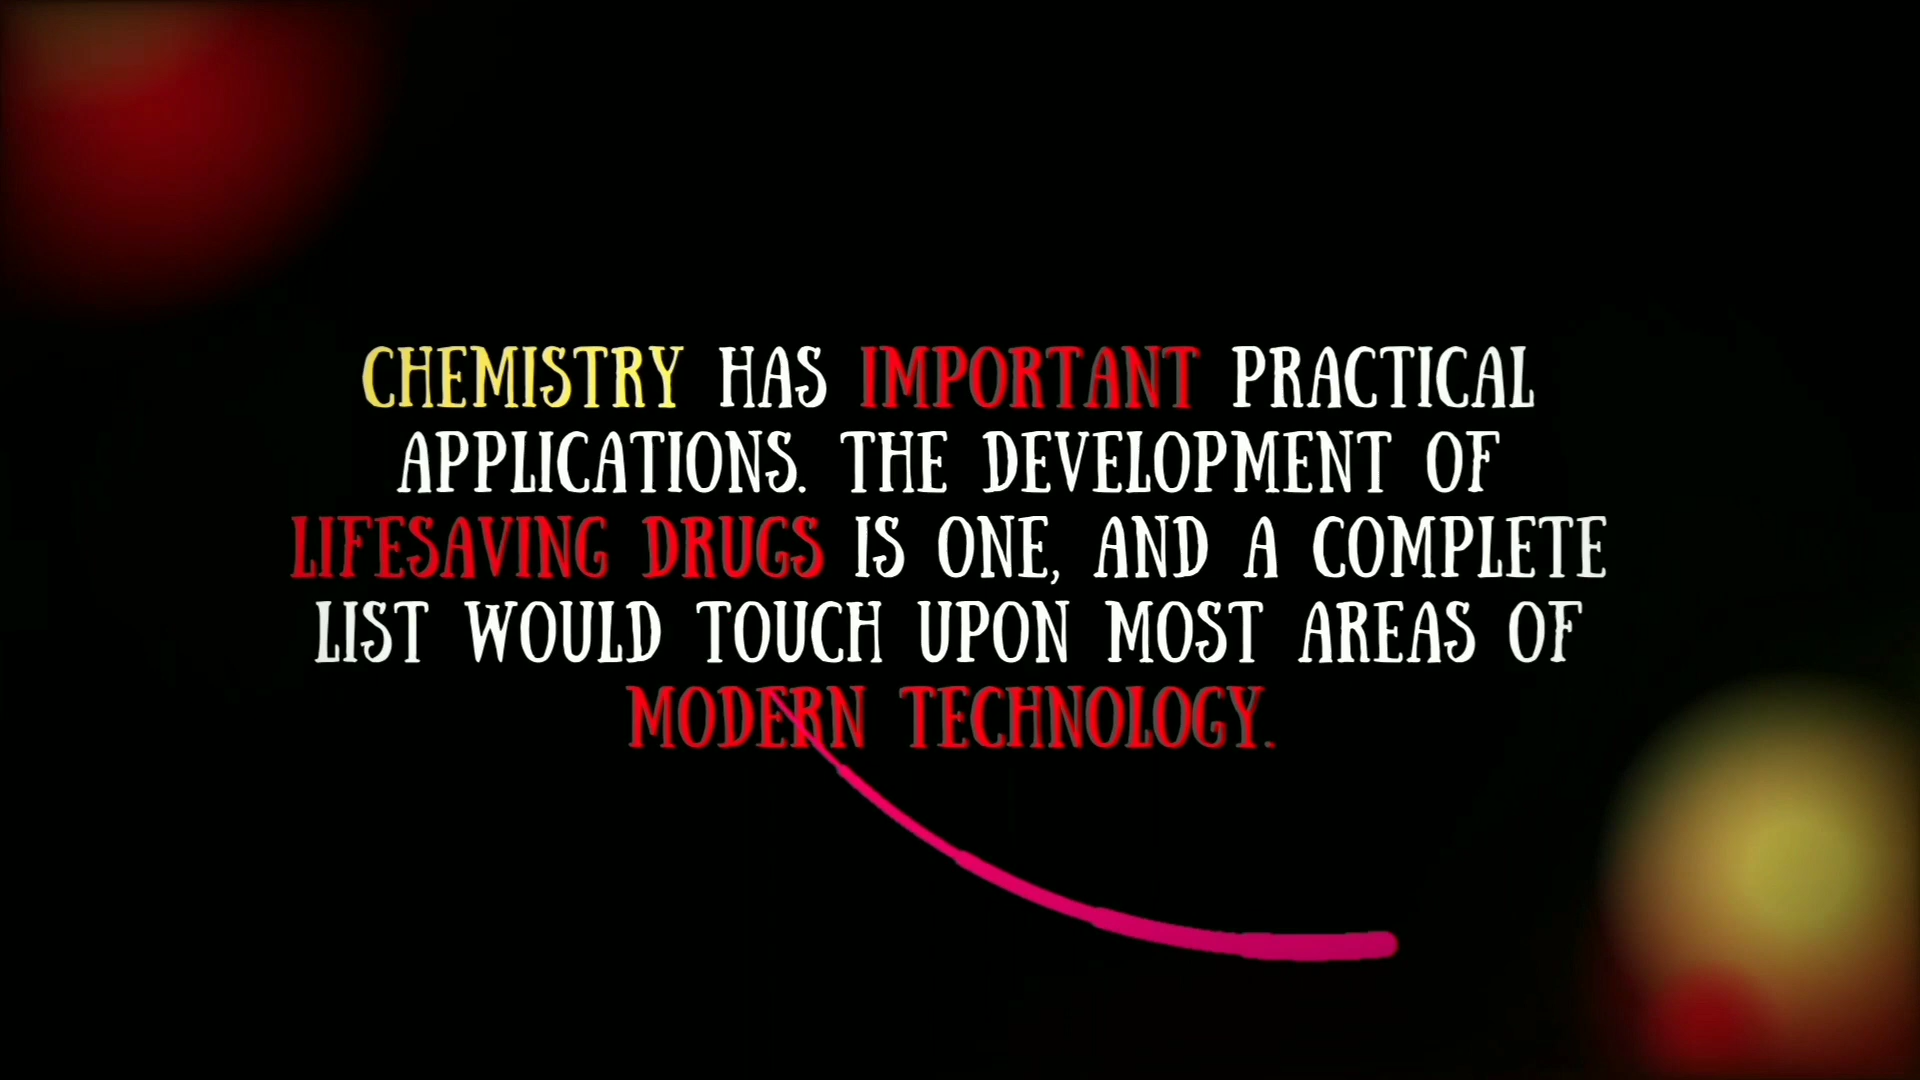 CHEMISTRY HAS IMPORTANT PRACTICAL
APPLICATIONS. THE DEVELOPMENT OF
LIFESAVING DRUGS IS ONE, AND A COMPLETE
LIST WOULD TOUCH UPON MOST AREAS OF
MODERN TECHNOLOGY.